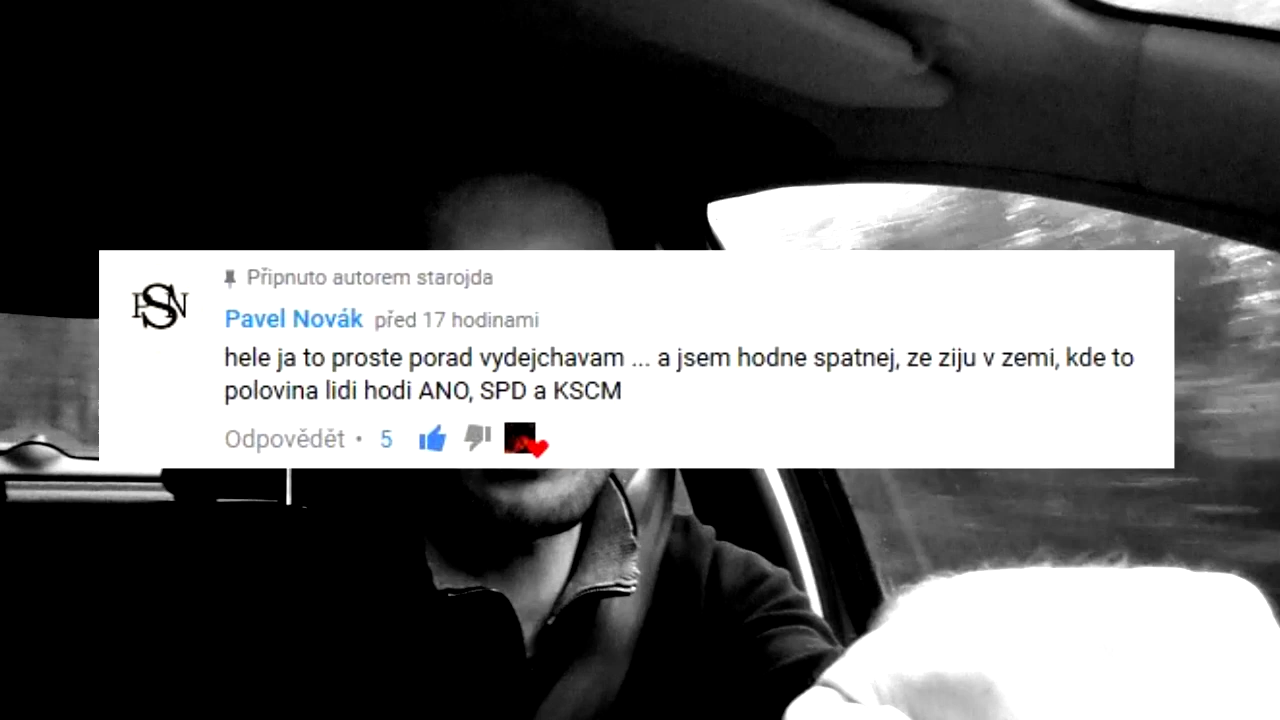 PSN
Připnuto autorem starojda
Pavel Novák před 17 hodinami
hele ja to proste porad vydejchavam ... a jsem hodne spatnej, ze ziju v zemi, kde to
polovina lidi hodi ANO, SPD a KSCM
Odpovědět • 5